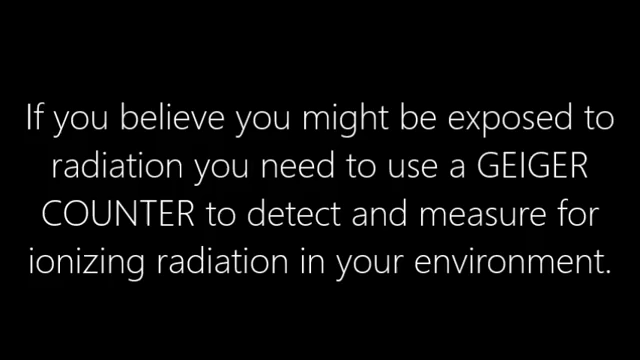 If you believe you might be exposed to
radiation you need to use a GEIGER
COUNTER to detect and measure for
ionizing radiation in your environment.